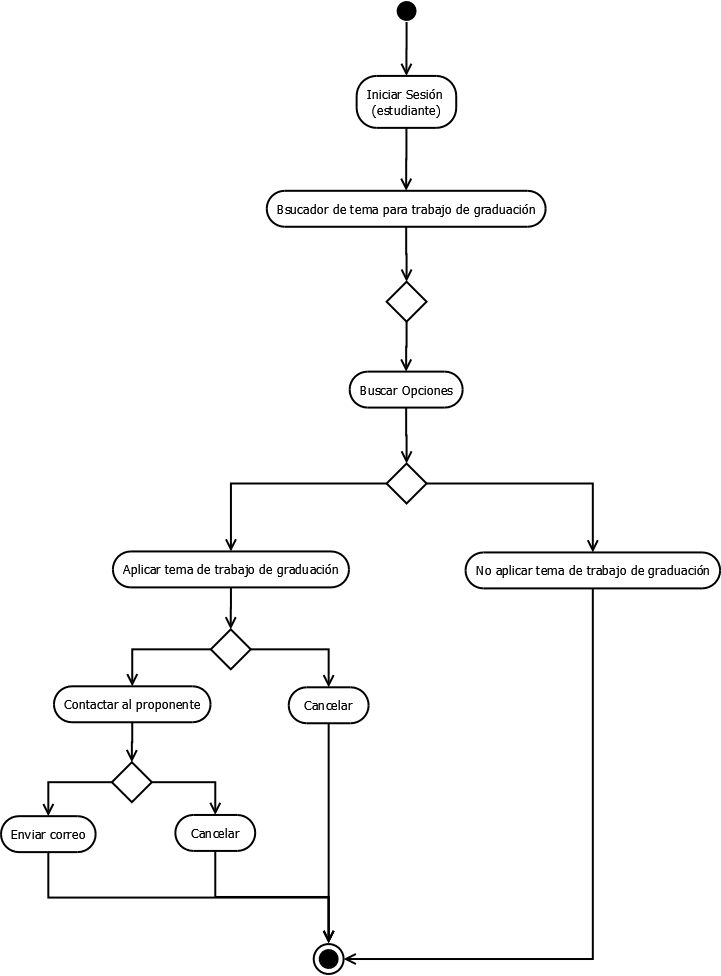 Iniciar Sesión
(estudiante)
Bsucador de tema para trabajo de graduación
Buscar Opciones
Aplicar tema de trabajo de graduación
No aplicar tema de trabajo de graduación
Contactar al proponente
Cancelar
Enviar correo
Cancelar